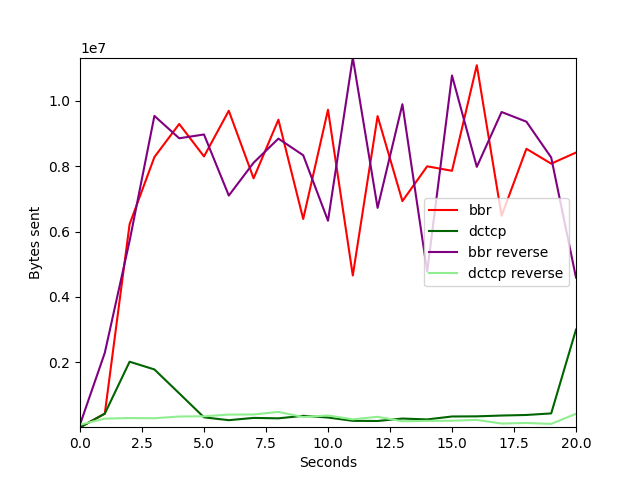 1e7
1.0
0.8
0.6
0.4
0.2
Bytes sent
bbr
dctcp
bbr reverse
dctcp reverse
0.0 2.5 5.0 7.5 10.0 12.5 15.0 17.5 20.0
Seconds